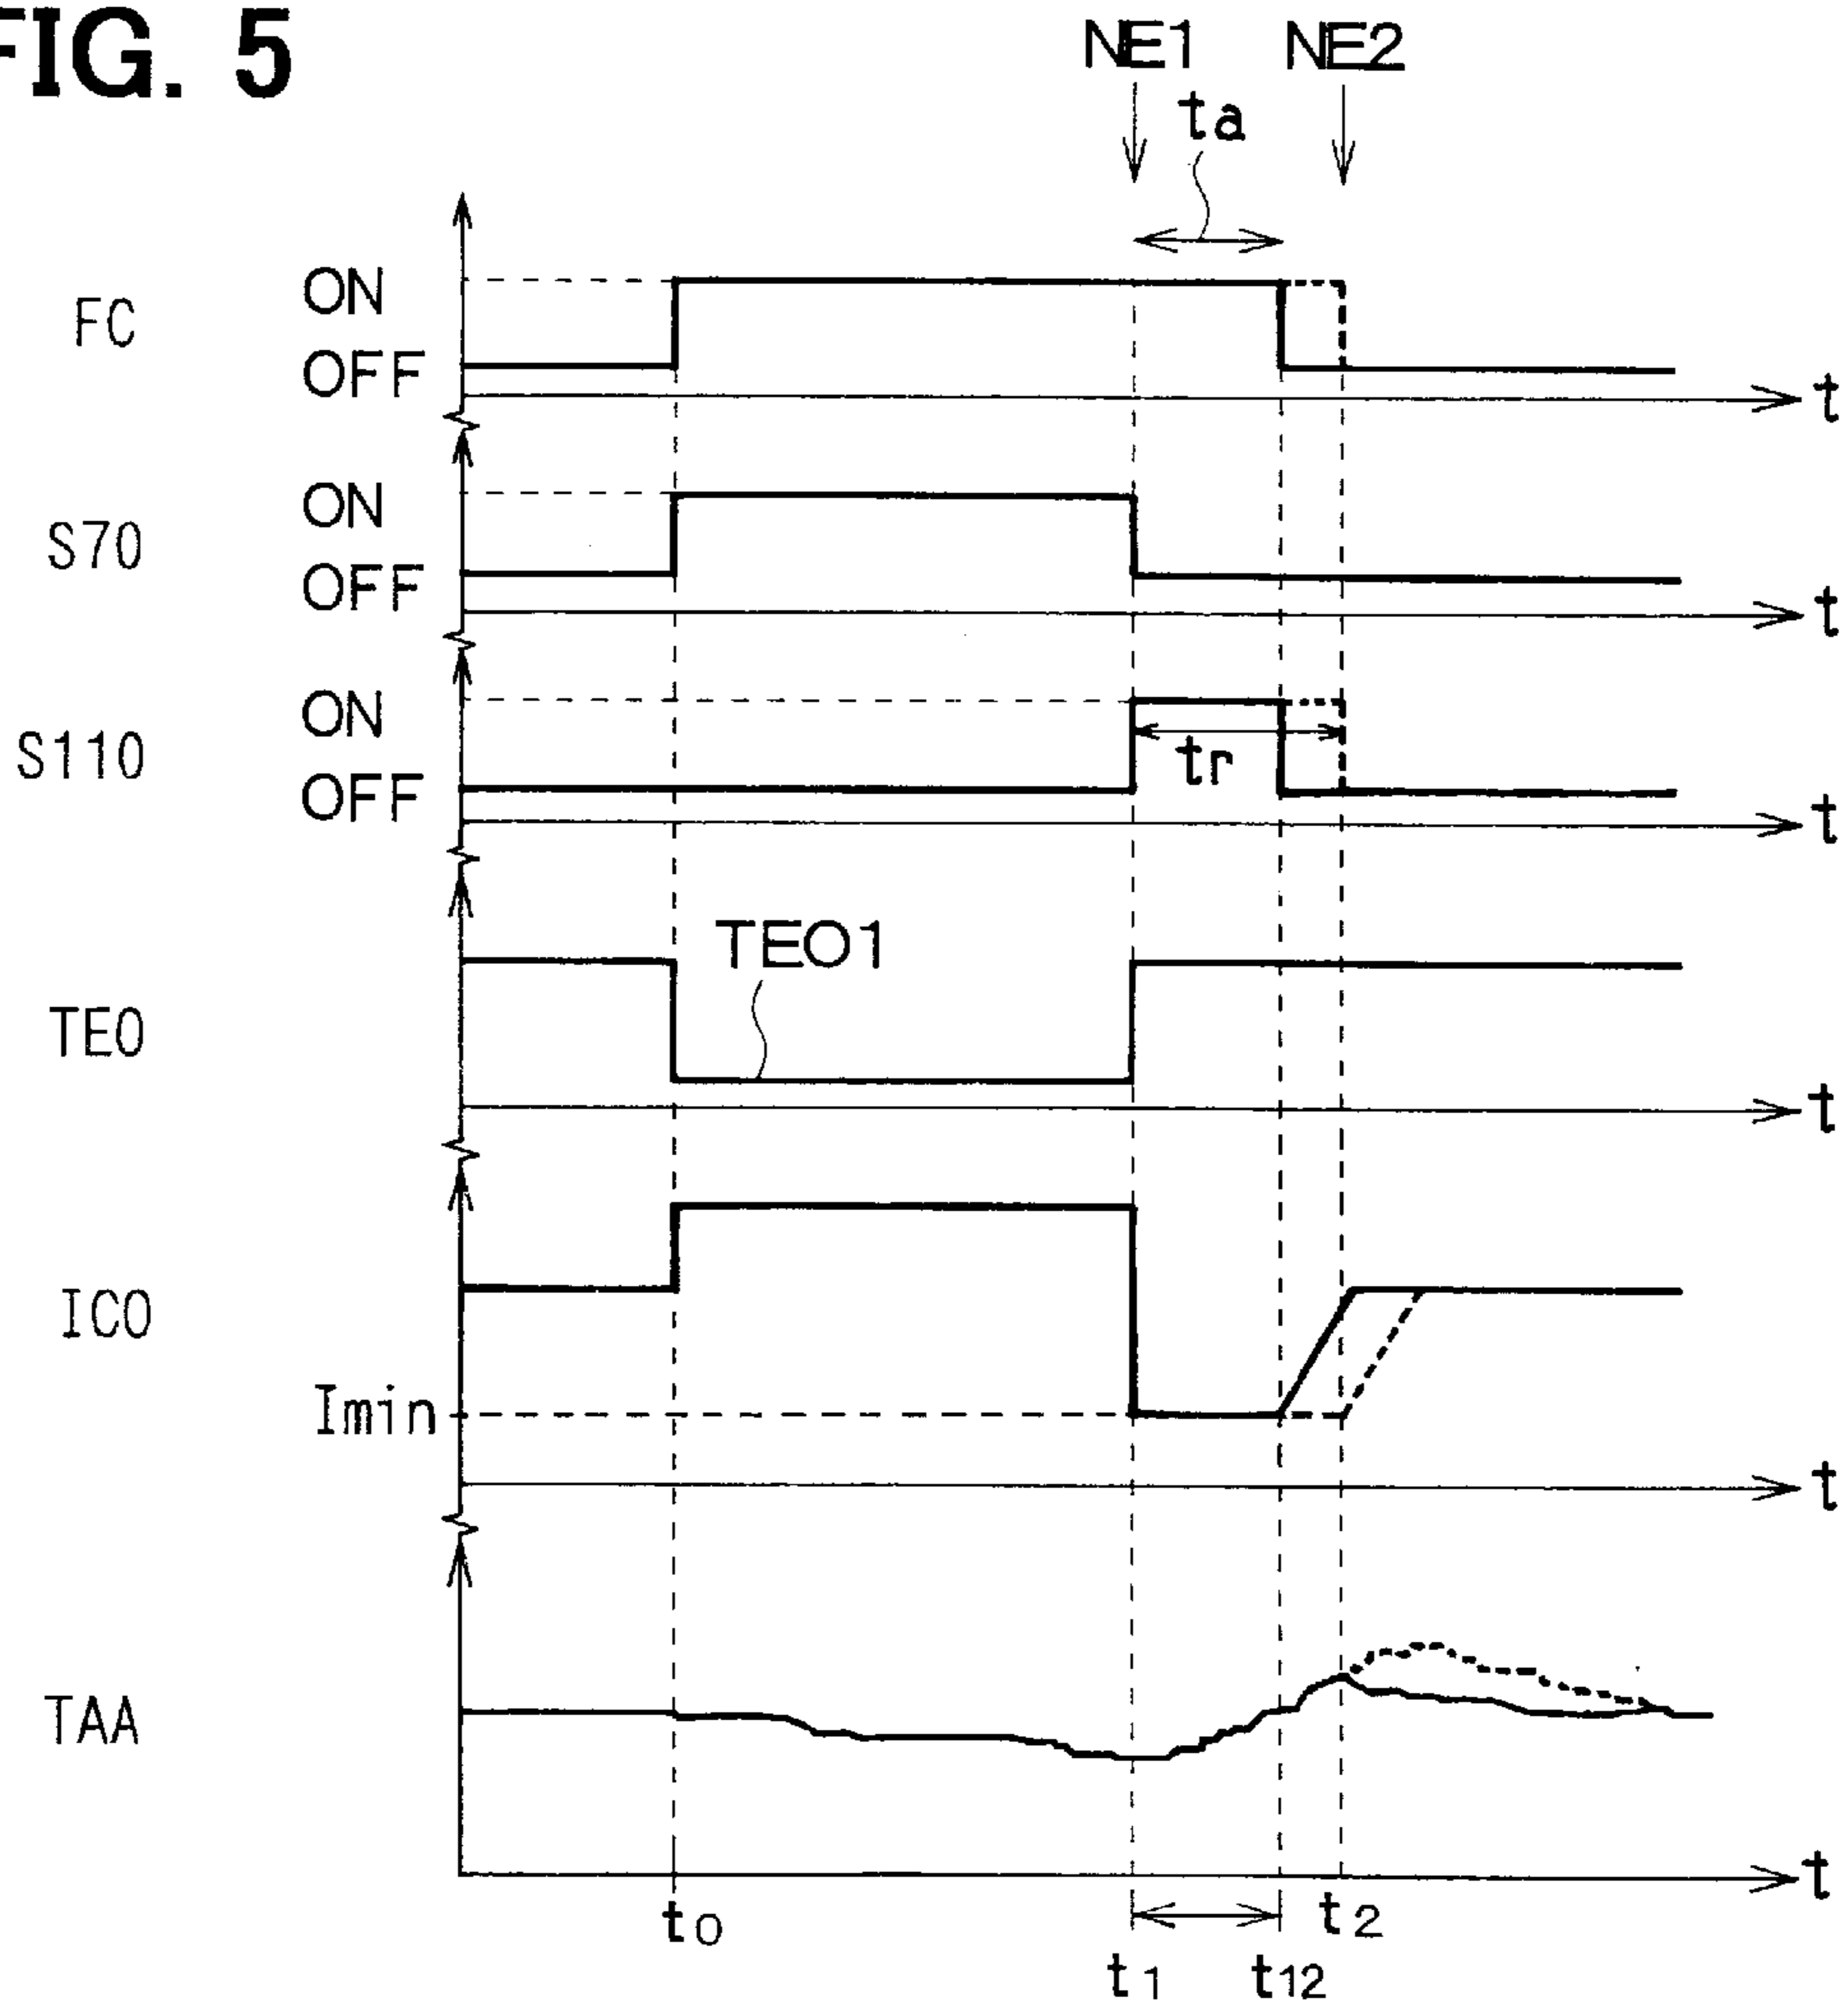 FIG. 5
NE1 NE2
ta
ON
FC
OFF
t
ON
S70
OFF
t
ON
S110
tr
OFF
t
TEO1
TEO
t
ICO
Imin
t
TAA
t
t0 t2
t1 t12